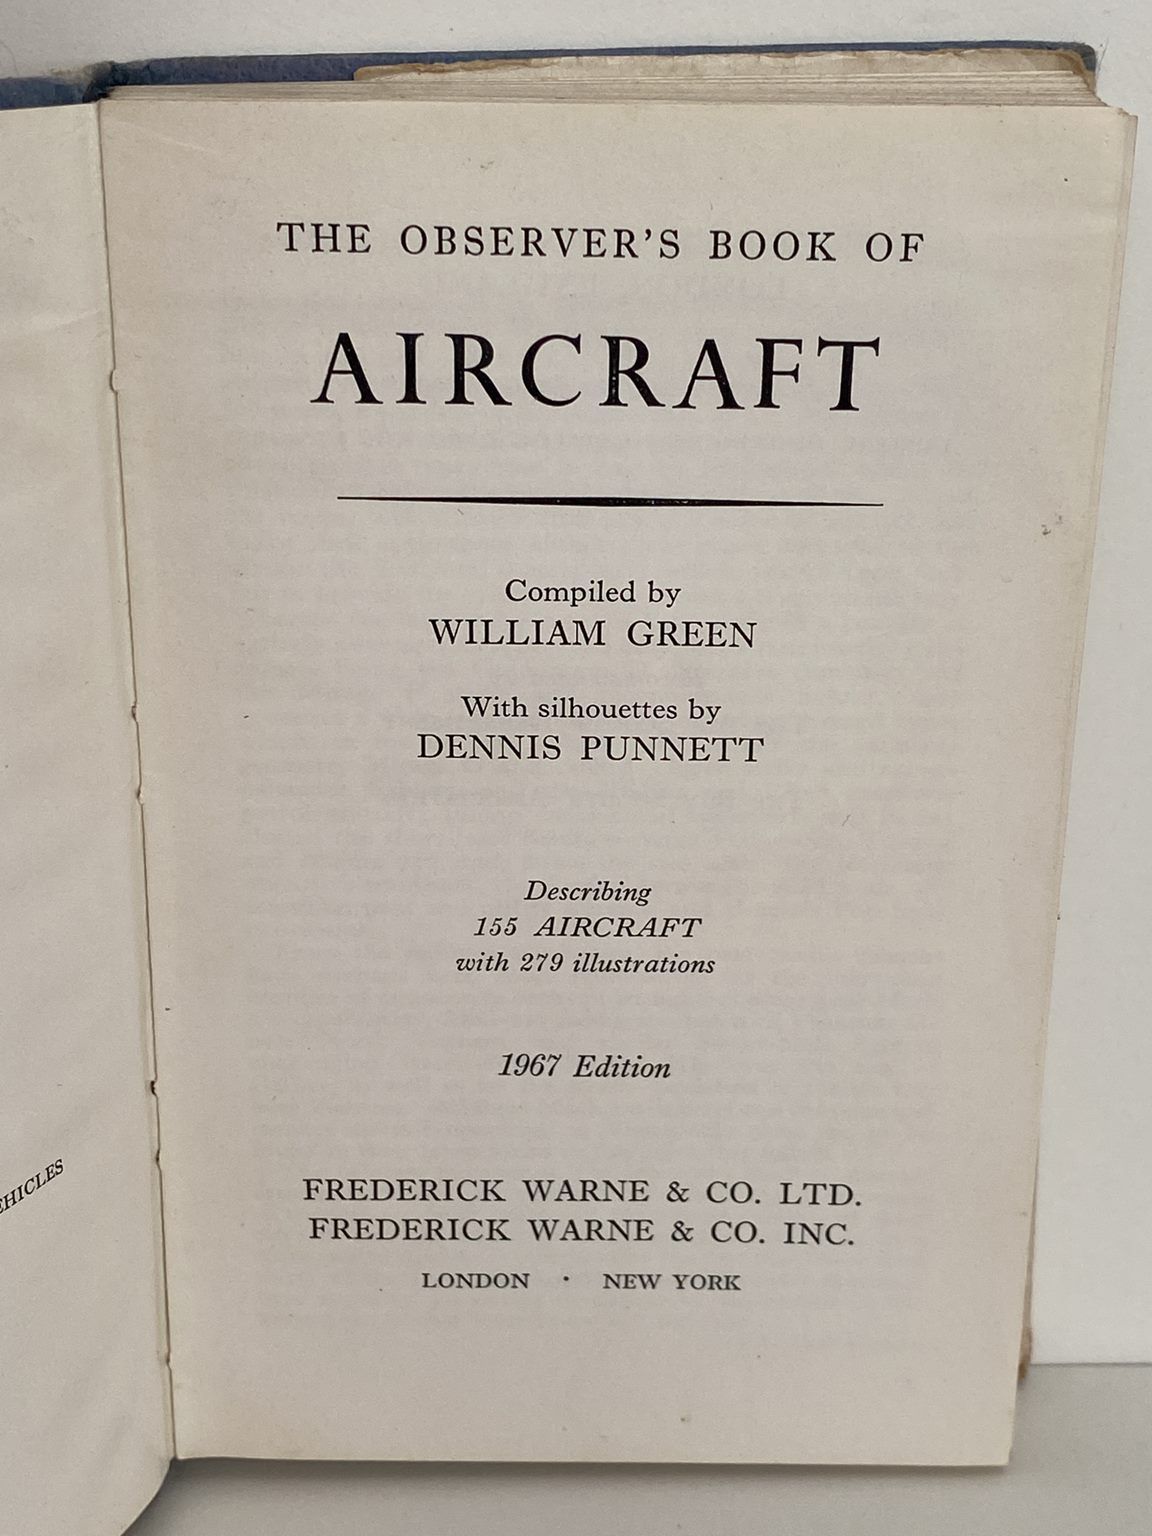 THE OBSERVER'S BOOK OF
AIRCRAFT
Compiled by
WILLIAM GREEN
With silhouettes by
DENNIS PUNNETT
Describing
155 AIRCRAFT
with 279 illustrations
1967 Edition
FREDERICK WARNE & CO. LTD.
FREDERICK WARNE & CO. INC.
LONDON · NEW YORK